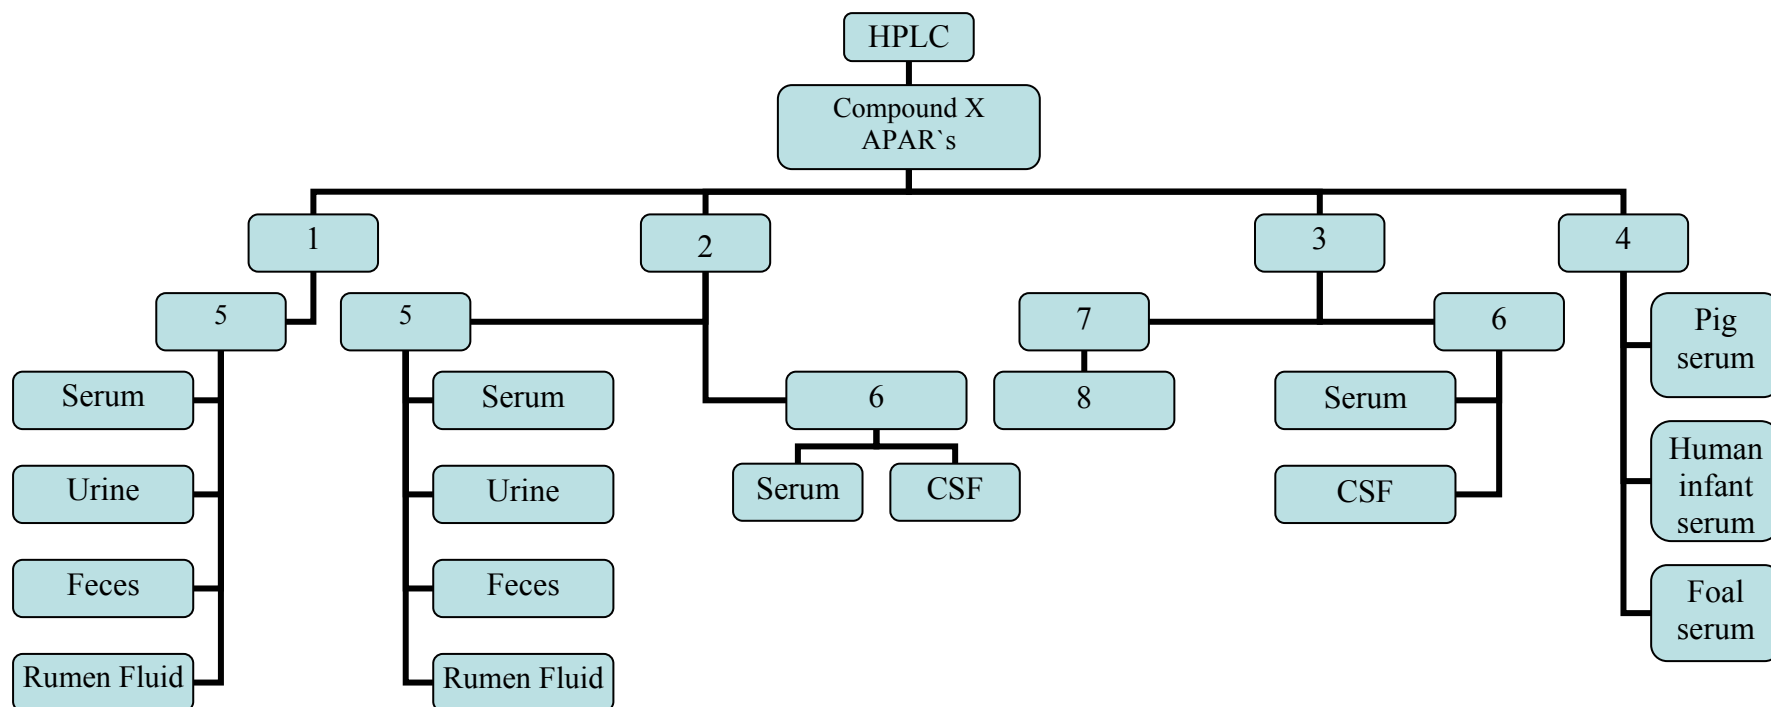 HPLC
Compound X
APAR`s
1
2
3
4
5
5
7
6
Pig
serum
Serum
Serum
6
8
Serum
Human
infant
serum
Urine
Urine
Serum
CSF
CSF
Feces
Feces
Foal
serum
Rumen Fluid
Rumen Fluid